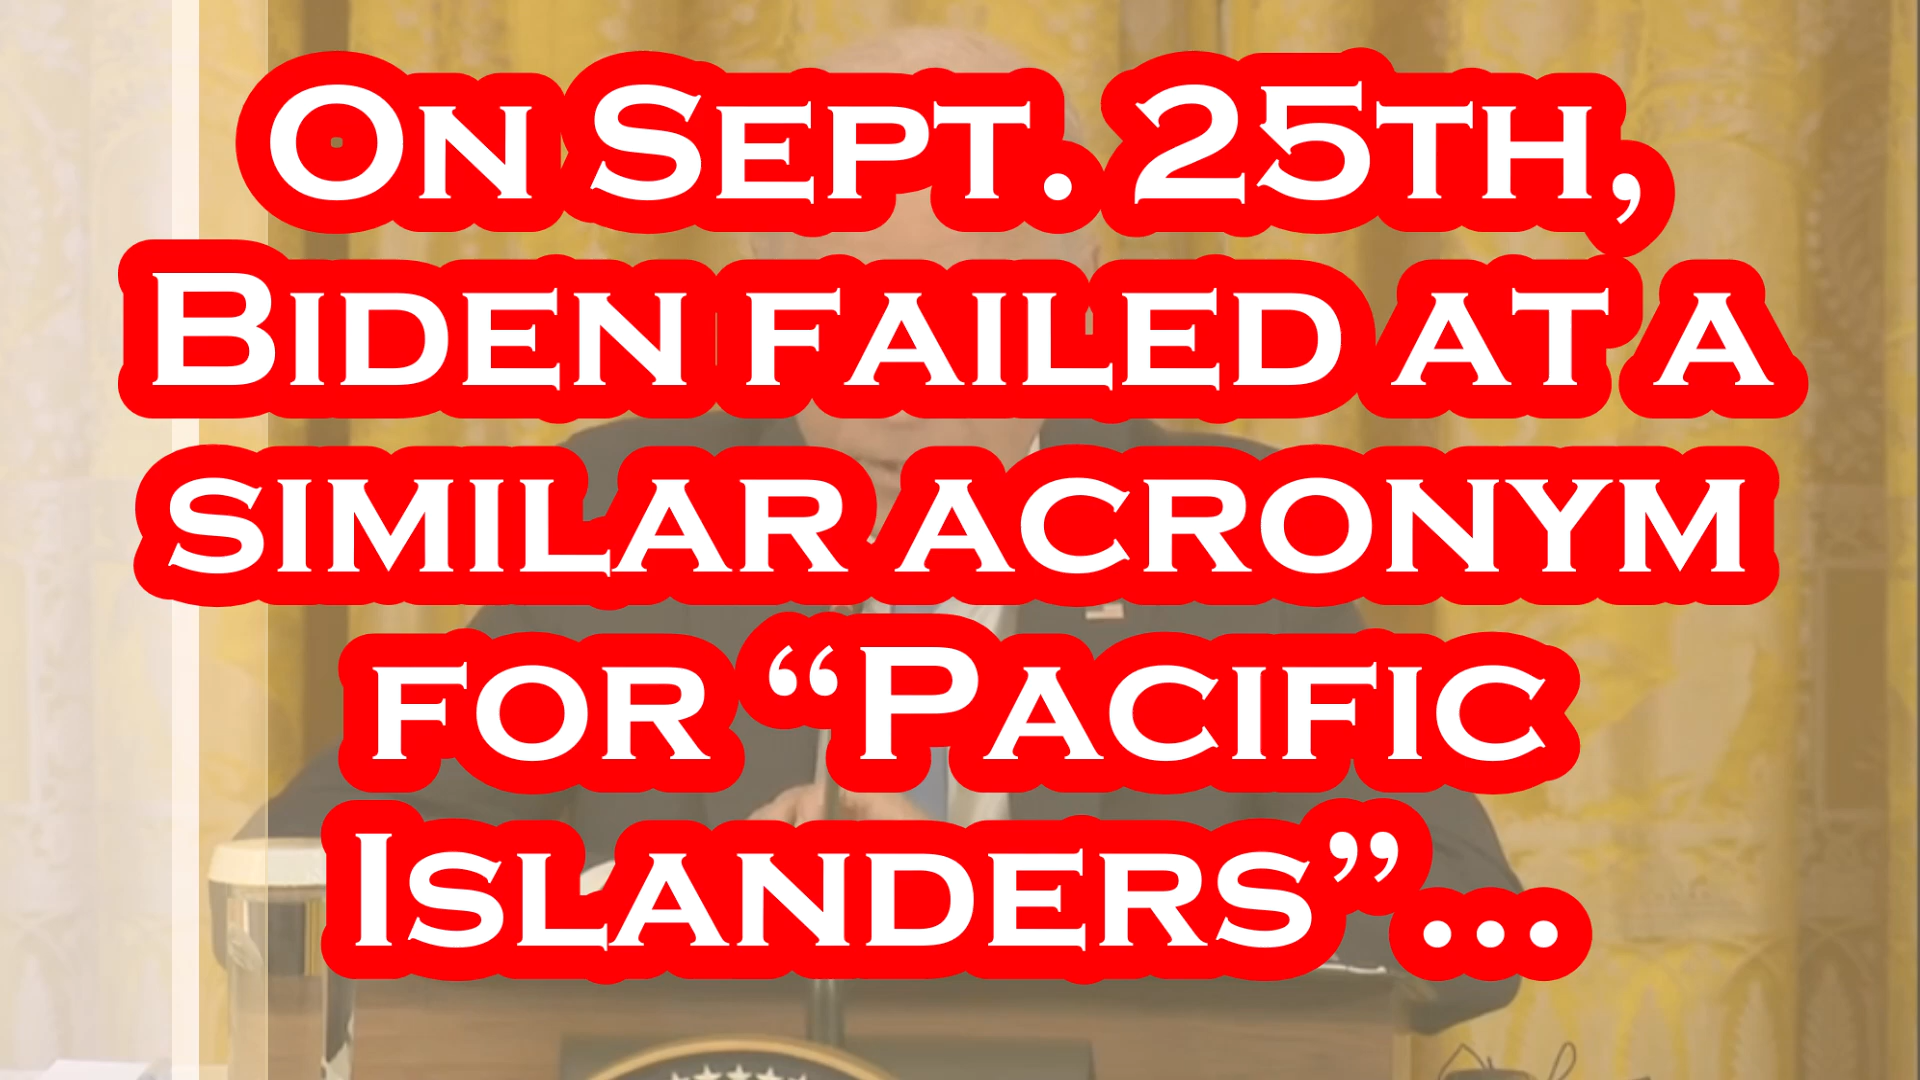 On Sept. 25th,
Biden failed at a
similar acronym
for “Pacific
Islanders”...